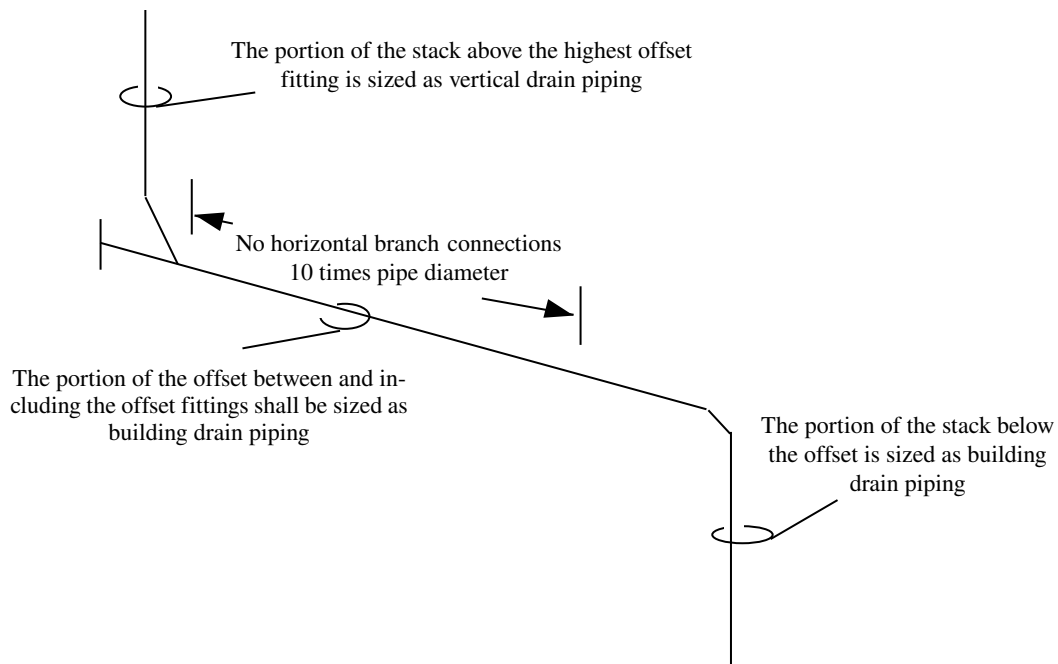 The portion of the stack above the highest offset
fitting is sized as vertical drain piping
No horizontal branch connections
10 times pipe diameter
The portion of the offset between and in-
cluding the offset fittings shall be sized as
building drain piping
The portion of the stack below
the offset is sized as building
drain piping